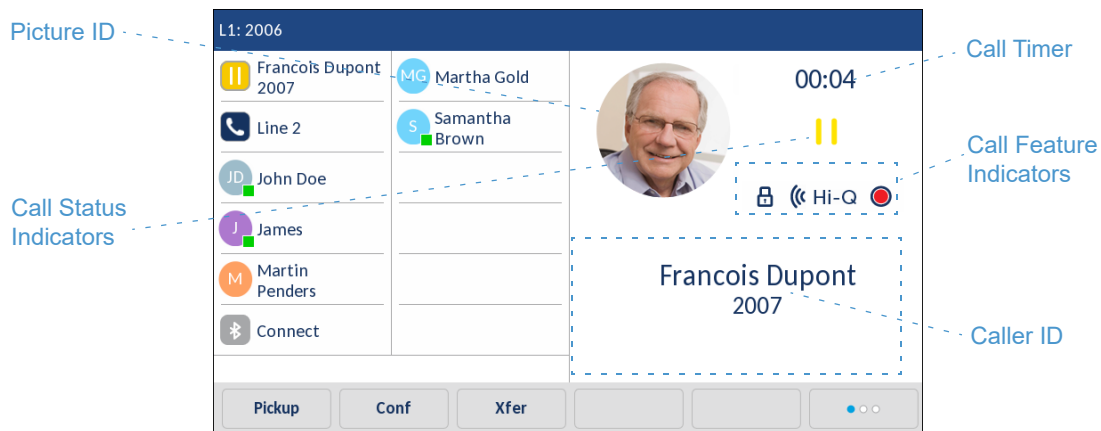 Picture ID
Call Status
Indicators
L1: 2006
Francois Dupont
2007
Line 2
JD John Doe
J James
M Martin
Penders
Connect
MG Martha Gold
S Samantha
Brown
00:04
Hi-Q
Francois Dupont
2007
Call Timer
Call Feature
Indicators
Caller ID
Pickup
Conf
Xfer